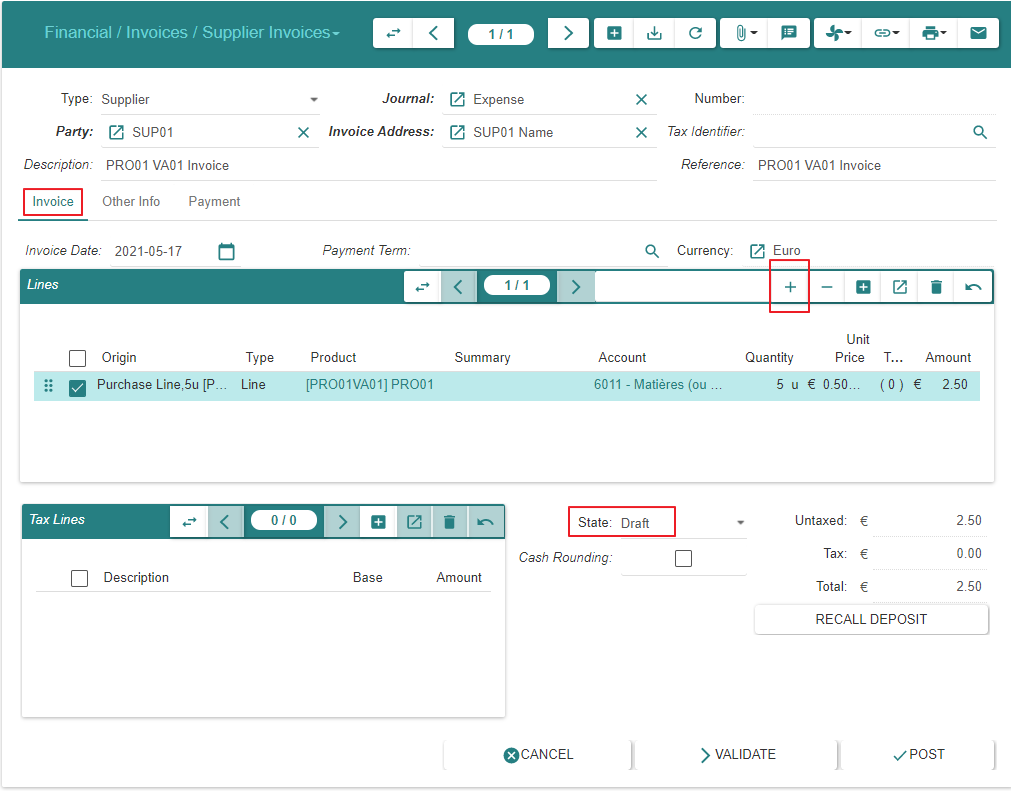 Financial / Invoices / Supplier Invoices
1 / 1
Type: Supplier Journal: Expense Number:
Party: SUP01 Invoice Address: SUP01 Name Tax Identifier:
Description: PRO01 VA01 Invoice Reference: PRO01 VA01 Invoice
Invoice Other Info Payment
Invoice Date: 2021-05-17 Payment Term: Currency: Euro
Lines 1 / 1
Origin Type Product Summary Account Quantity Unit Price T... Amount
Purchase Line,5u [P... Line [PRO01VA01] PRO01 6011 - Matières (ou ... 5 u € 0.50... ( 0 ) € 2.50
Tax Lines 0 / 0
Description Base Amount
State: Draft
Cash Rounding:
Untaxed: € 2.50
Tax: € 0.00
Total: € 2.50
RECALL DEPOSIT
CANCEL VALIDATE POST